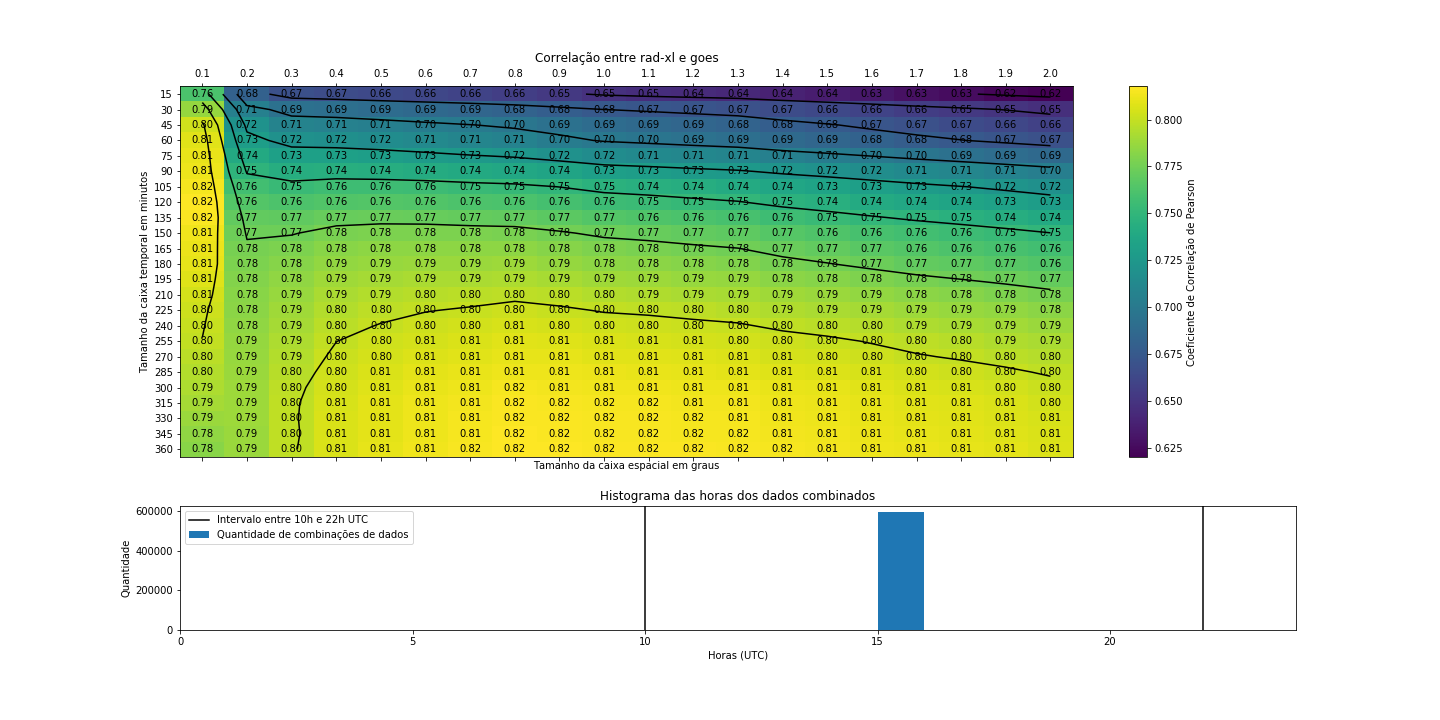 Correlação entre rad-xl e goes
0.1 0.2 0.3 0.4 0.5 0.6 0.7 0.8 0.9 1.0 1.1 1.2 1.3 1.4 1.5 1.6 1.7 1.8 1.9 2.0
15 0.76 0.68 0.67 0.67 0.66 0.66 0.66 0.65 0.65 0.65 0.65 0.64 0.64 0.64 0.64 0.63 0.63 0.63 0.62 0.62
30 0.79 0.71 0.69 0.69 0.69 0.69 0.69 0.68 0.68 0.68 0.67 0.67 0.67 0.67 0.66 0.66 0.66 0.65 0.65 0.65
45 0.80 0.72 0.71 0.71 0.71 0.70 0.70 0.70 0.69 0.69 0.69 0.69 0.68 0.68 0.68 0.67 0.67 0.67 0.66 0.66
60 0.81 0.73 0.72 0.72 0.72 0.71 0.71 0.71 0.70 0.70 0.70 0.69 0.69 0.69 0.69 0.68 0.68 0.68 0.67 0.67
75 0.81 0.74 0.73 0.73 0.73 0.73 0.73 0.72 0.72 0.72 0.71 0.71 0.71 0.71 0.70 0.70 0.70 0.69 0.69 0.69
90 0.81 0.75 0.74 0.74 0.74 0.74 0.74 0.74 0.74 0.73 0.73 0.73 0.73 0.72 0.72 0.72 0.71 0.71 0.71 0.70
105 0.82 0.76 0.75 0.76 0.76 0.76 0.75 0.75 0.75 0.75 0.74 0.74 0.74 0.74 0.73 0.73 0.73 0.73 0.72 0.72
120 0.82 0.76 0.76 0.76 0.76 0.76 0.76 0.76 0.76 0.76 0.75 0.75 0.75 0.75 0.74 0.74 0.74 0.74 0.73 0.73
135 0.82 0.77 0.77 0.77 0.77 0.77 0.77 0.77 0.77 0.77 0.76 0.76 0.76 0.76 0.75 0.75 0.75 0.75 0.74 0.74
150 0.81 0.77 0.77 0.78 0.78 0.78 0.78 0.78 0.78 0.77 0.77 0.77 0.77 0.76 0.76 0.76 0.76 0.75 0.75 0.75
165 0.81 0.78 0.78 0.78 0.78 0.78 0.78 0.78 0.78 0.78 0.78 0.78 0.78 0.77 0.77 0.77 0.76 0.76 0.76 0.76
180 0.81 0.78 0.78 0.79 0.79 0.79 0.79 0.79 0.79 0.78 0.78 0.78 0.78 0.78 0.78 0.77 0.77 0.77 0.77 0.76
195 0.81 0.78 0.78 0.79 0.79 0.79 0.79 0.79 0.79 0.79 0.79 0.79 0.78 0.78 0.78 0.78 0.78 0.78 0.77 0.77
210 0.81 0.78 0.79 0.79 0.79 0.80 0.80 0.80 0.80 0.80 0.79 0.79 0.79 0.79 0.79 0.79 0.78 0.78 0.78 0.78
225 0.80 0.78 0.79 0.79 0.80 0.80 0.80 0.80 0.80 0.80 0.80 0.80 0.79 0.79 0.79 0.79 0.79 0.79 0.79 0.78
240 0.80 0.78 0.79 0.80 0.80 0.80 0.80 0.81 0.80 0.80 0.80 0.80 0.80 0.80 0.80 0.80 0.79 0.79 0.79 0.79
255 0.80 0.79 0.79 0.80 0.80 0.81 0.81 0.81 0.81 0.81 0.81 0.81 0.81 0.80 0.80 0.80 0.80 0.80 0.79 0.79
270 0.80 0.79 0.79 0.80 0.80 0.81 0.81 0.81 0.81 0.81 0.81 0.81 0.81 0.81 0.81 0.80 0.80 0.80 0.80 0.80
285 0.80 0.79 0.80 0.80 0.81 0.81 0.81 0.81 0.81 0.81 0.81 0.81 0.81 0.81 0.81 0.81 0.81 0.80 0.80 0.80
300 0.79 0.79 0.80 0.80 0.81 0.81 0.81 0.82 0.82 0.81 0.81 0.81 0.81 0.81 0.81 0.81 0.81 0.81 0.80 0.80
315 0.79 0.79 0.80 0.81 0.81 0.81 0.81 0.82 0.82 0.82 0.82 0.82 0.81 0.81 0.81 0.81 0.81 0.81 0.81 0.80
330 0.79 0.79 0.80 0.81 0.81 0.81 0.81 0.82 0.82 0.82 0.82 0.82 0.82 0.81 0.81 0.81 0.81 0.81 0.81 0.81
345 0.78 0.79 0.80 0.81 0.81 0.81 0.82 0.82 0.82 0.82 0.82 0.82 0.82 0.82 0.81 0.81 0.81 0.81 0.81 0.81
360 0.78 0.79 0.80 0.81 0.81 0.81 0.82 0.82 0.82 0.82 0.82 0.82 0.82 0.82 0.82 0.81 0.81 0.81 0.81 0.81
Tamanho da caixa temporal em minutos
Tamanho da caixa espacial em graus
0.800
0.775
0.750
0.725
0.700
0.675
0.650
0.625
Coeficiente de Correlação de Pearson
Histograma das horas dos dados combinados
Intervalo entre 10h e 22h UTC
Quantidade de combinações de dados
600000
400000
200000
0
Quantidade
0 5 10 15 20
Horas (UTC)